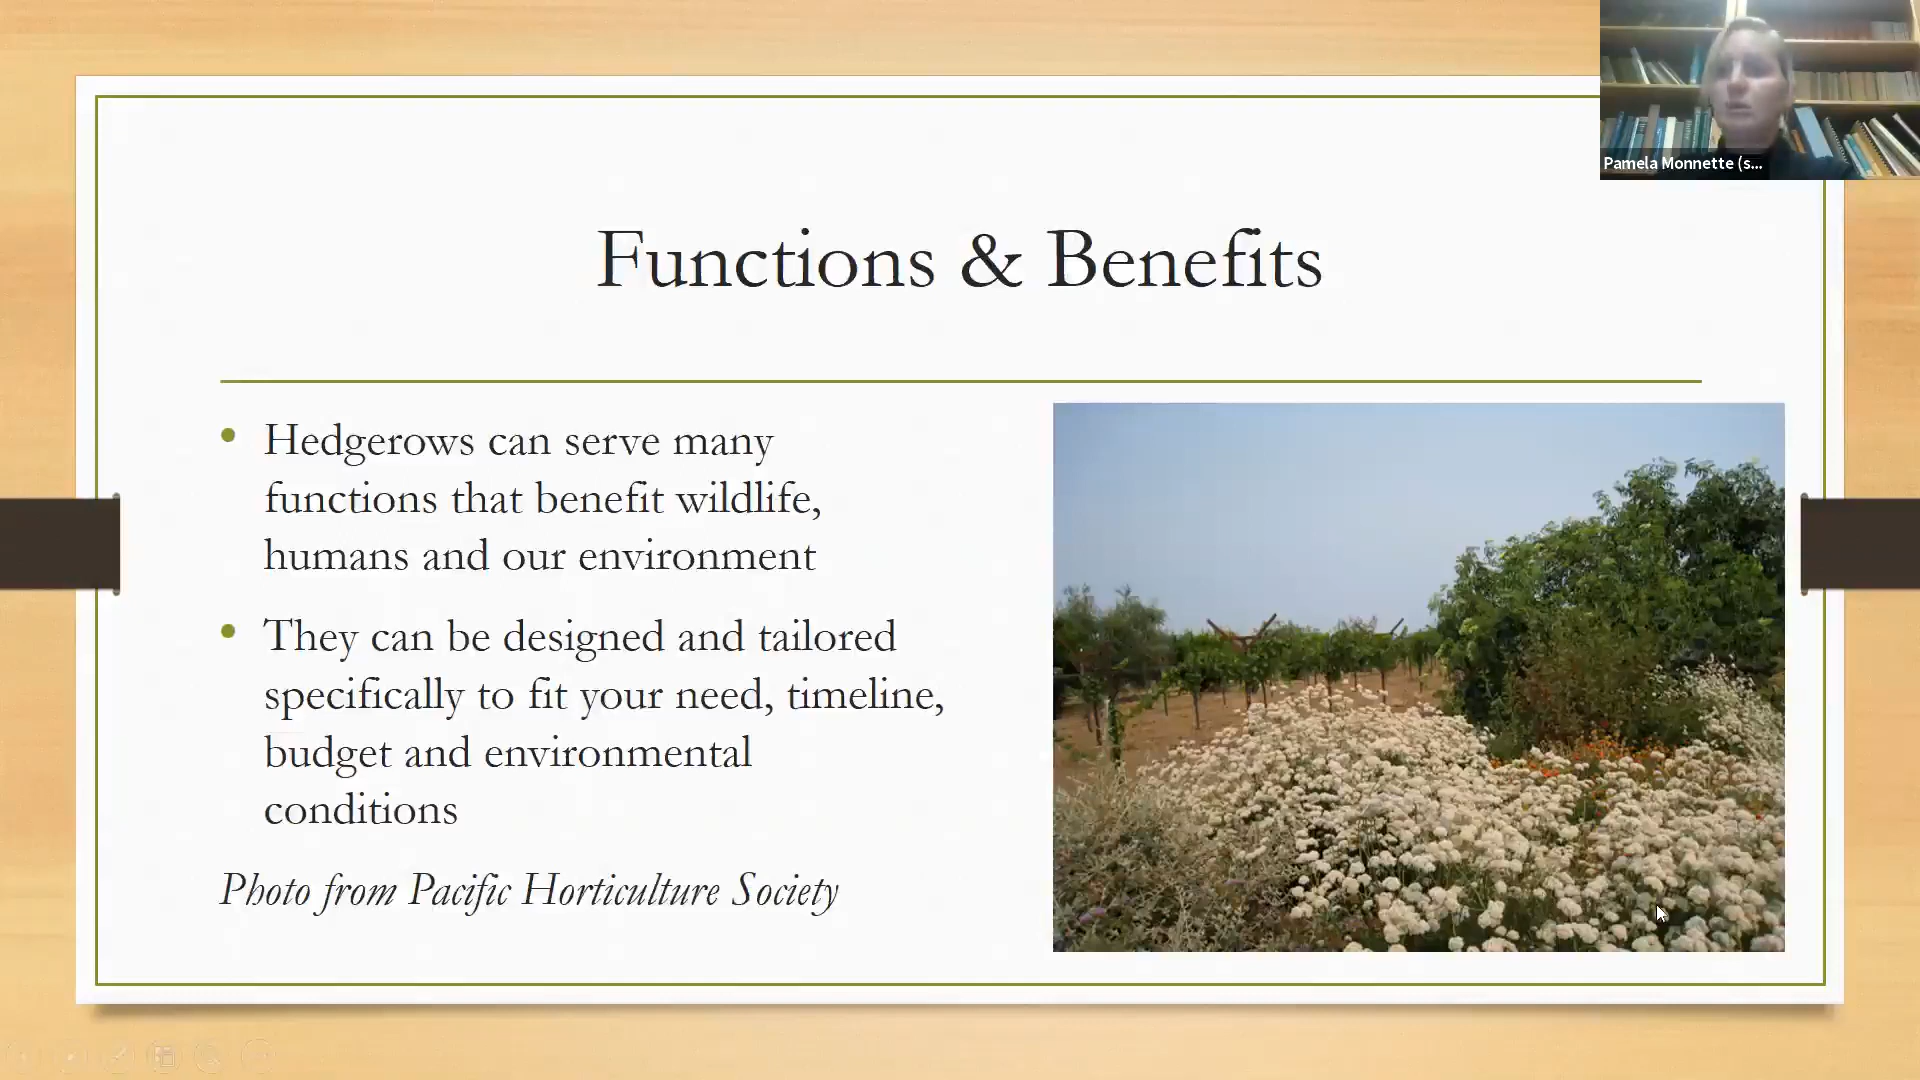 Pamela Monnette (s...
Functions & Benefits
Hedgerows can serve many
functions that benefit wildlife,
humans and our environment
They can be designed and tailored
specifically to fit your need, timeline,
budget and environmental
conditions
Photo from Pacific Horticulture Society